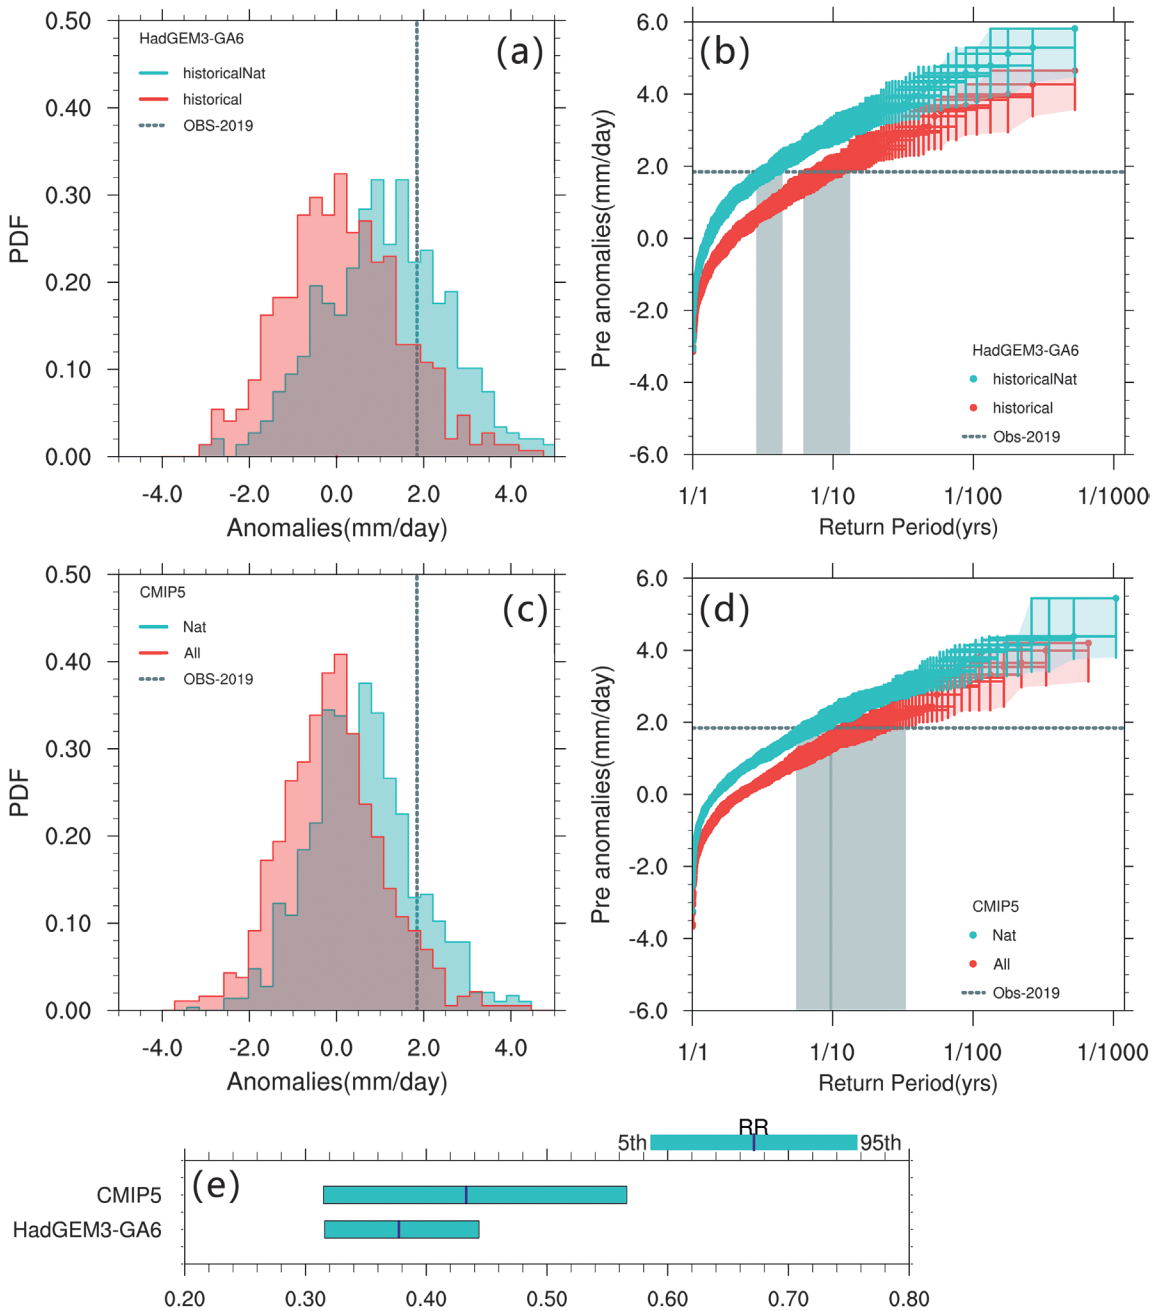 (a)
HadGEM3-GA6
historicalNat
historical
OBS-2019
0.50
0.40
0.30
0.20
0.10
0.00
PDF
-4.0 -2.0 0.0 2.0 4.0
Anomalies(mm/day)
(b)
6.0
4.0
2.0
0.0
-2.0
-4.0
-6.0
Pre anomalies(mm/day)
HadGEM3-GA6
historicalNat
historical
Obs-2019
1/1 1/10 1/100 1/1000
Return Period(yrs)
(c)
CMIP5
Nat
All
OBS-2019
0.50
0.40
0.30
0.20
0.10
0.00
PDF
-4.0 -2.0 0.0 2.0 4.0
Anomalies(mm/day)
(d)
6.0
4.0
2.0
0.0
-2.0
-4.0
-6.0
Pre anomalies(mm/day)
CMIP5
Nat
All
Obs-2019
1/1 1/10 1/100 1/1000
Return Period(yrs)
RR
5th 95th
(e)
CMIP5
HadGEM3-GA6
0.20 0.30 0.40 0.50 0.60 0.70 0.80